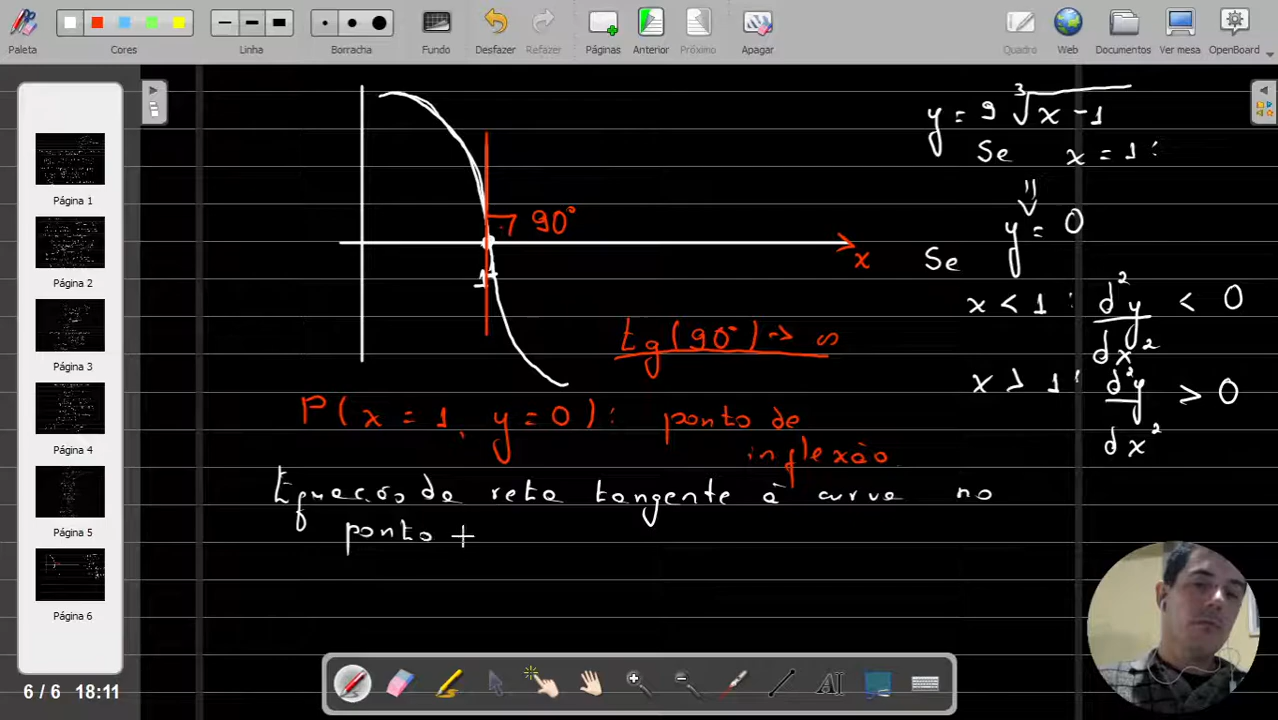 Paleta
Cores
Linha
Borracha
Fundo
Desfazer
Refazer
Páginas
Anterior
Próximo
Apagar
Quadro
Web
Documentos
Ver mesa
OpenBoard
Página 1
Página 2
Página 3
Página 4
Página 5
Página 6
6 / 6 18:11
90°
x
1
tg(90°) → ∞
P(x = 1, y = 0): ponto de
inflexão
Equação da reta tangente à curva no
ponto
y = 9 ∛(x - 1)
Se x = 1:
⇓
y = 0
Se
x < 1: d²y/dx² < 0
x > 1: d²y/dx² > 0